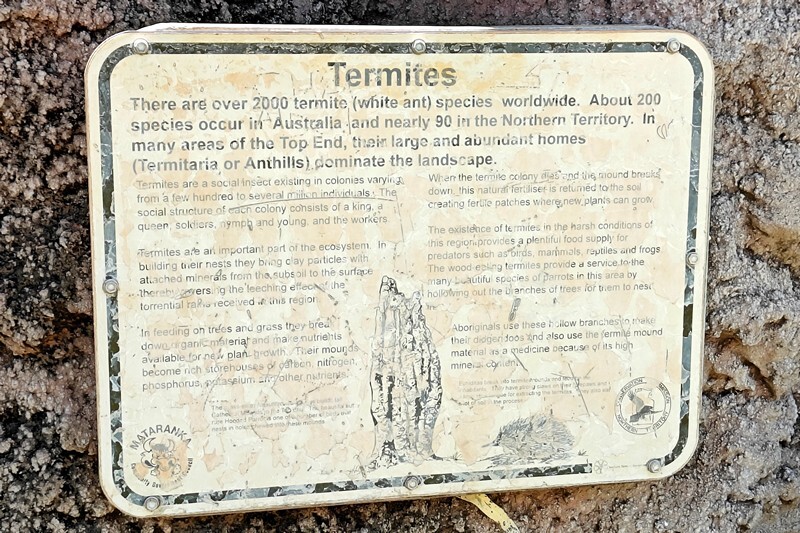 Termites
There are over 2000 termite (white ant) species worldwide. About 200
species occur in Australia and nearly 90 in the Northern Territory. In
many areas of the Top End, their large and abundant homes
(Termitaria or Anthills) dominate the landscape.
Termites are a social insect existing in colonies varying
from a few hundred to several million individuals. The
social structure of each colony consists of a king, a
queen, soldiers, nymph and young, and the workers.
Termites are an important part of the ecosystem. In
building their nests they bring clay particles with
attached minerals from the subsoil to the surface
thereby reversing the leeching effect of the
torrential rains received in this region.
In feeding on trees and grass they break
down organic material and make nutrients
available for new plant growth. Their mounds
become rich storehouses of carbon, nitrogen,
phosphorus, potassium and other nutrients.
When the termite colony dies and the mound breaks
down, this natural fertiliser is returned to the soil
creating fertile patches where new plants can grow.
The existence of termites in the harsh conditions of
this region provides a plentiful food supply for
predators such as birds, mammals, reptiles and frogs.
The wood-eating termites provide a service to the
many beautiful species of parrots in this area by
hollowing out the branches of trees for them to nest.
Aboriginals use these hollow branches to make
their didgeridoos and also use the termite mound
material as a medicine because of its high
mineral content.
MATARANKA